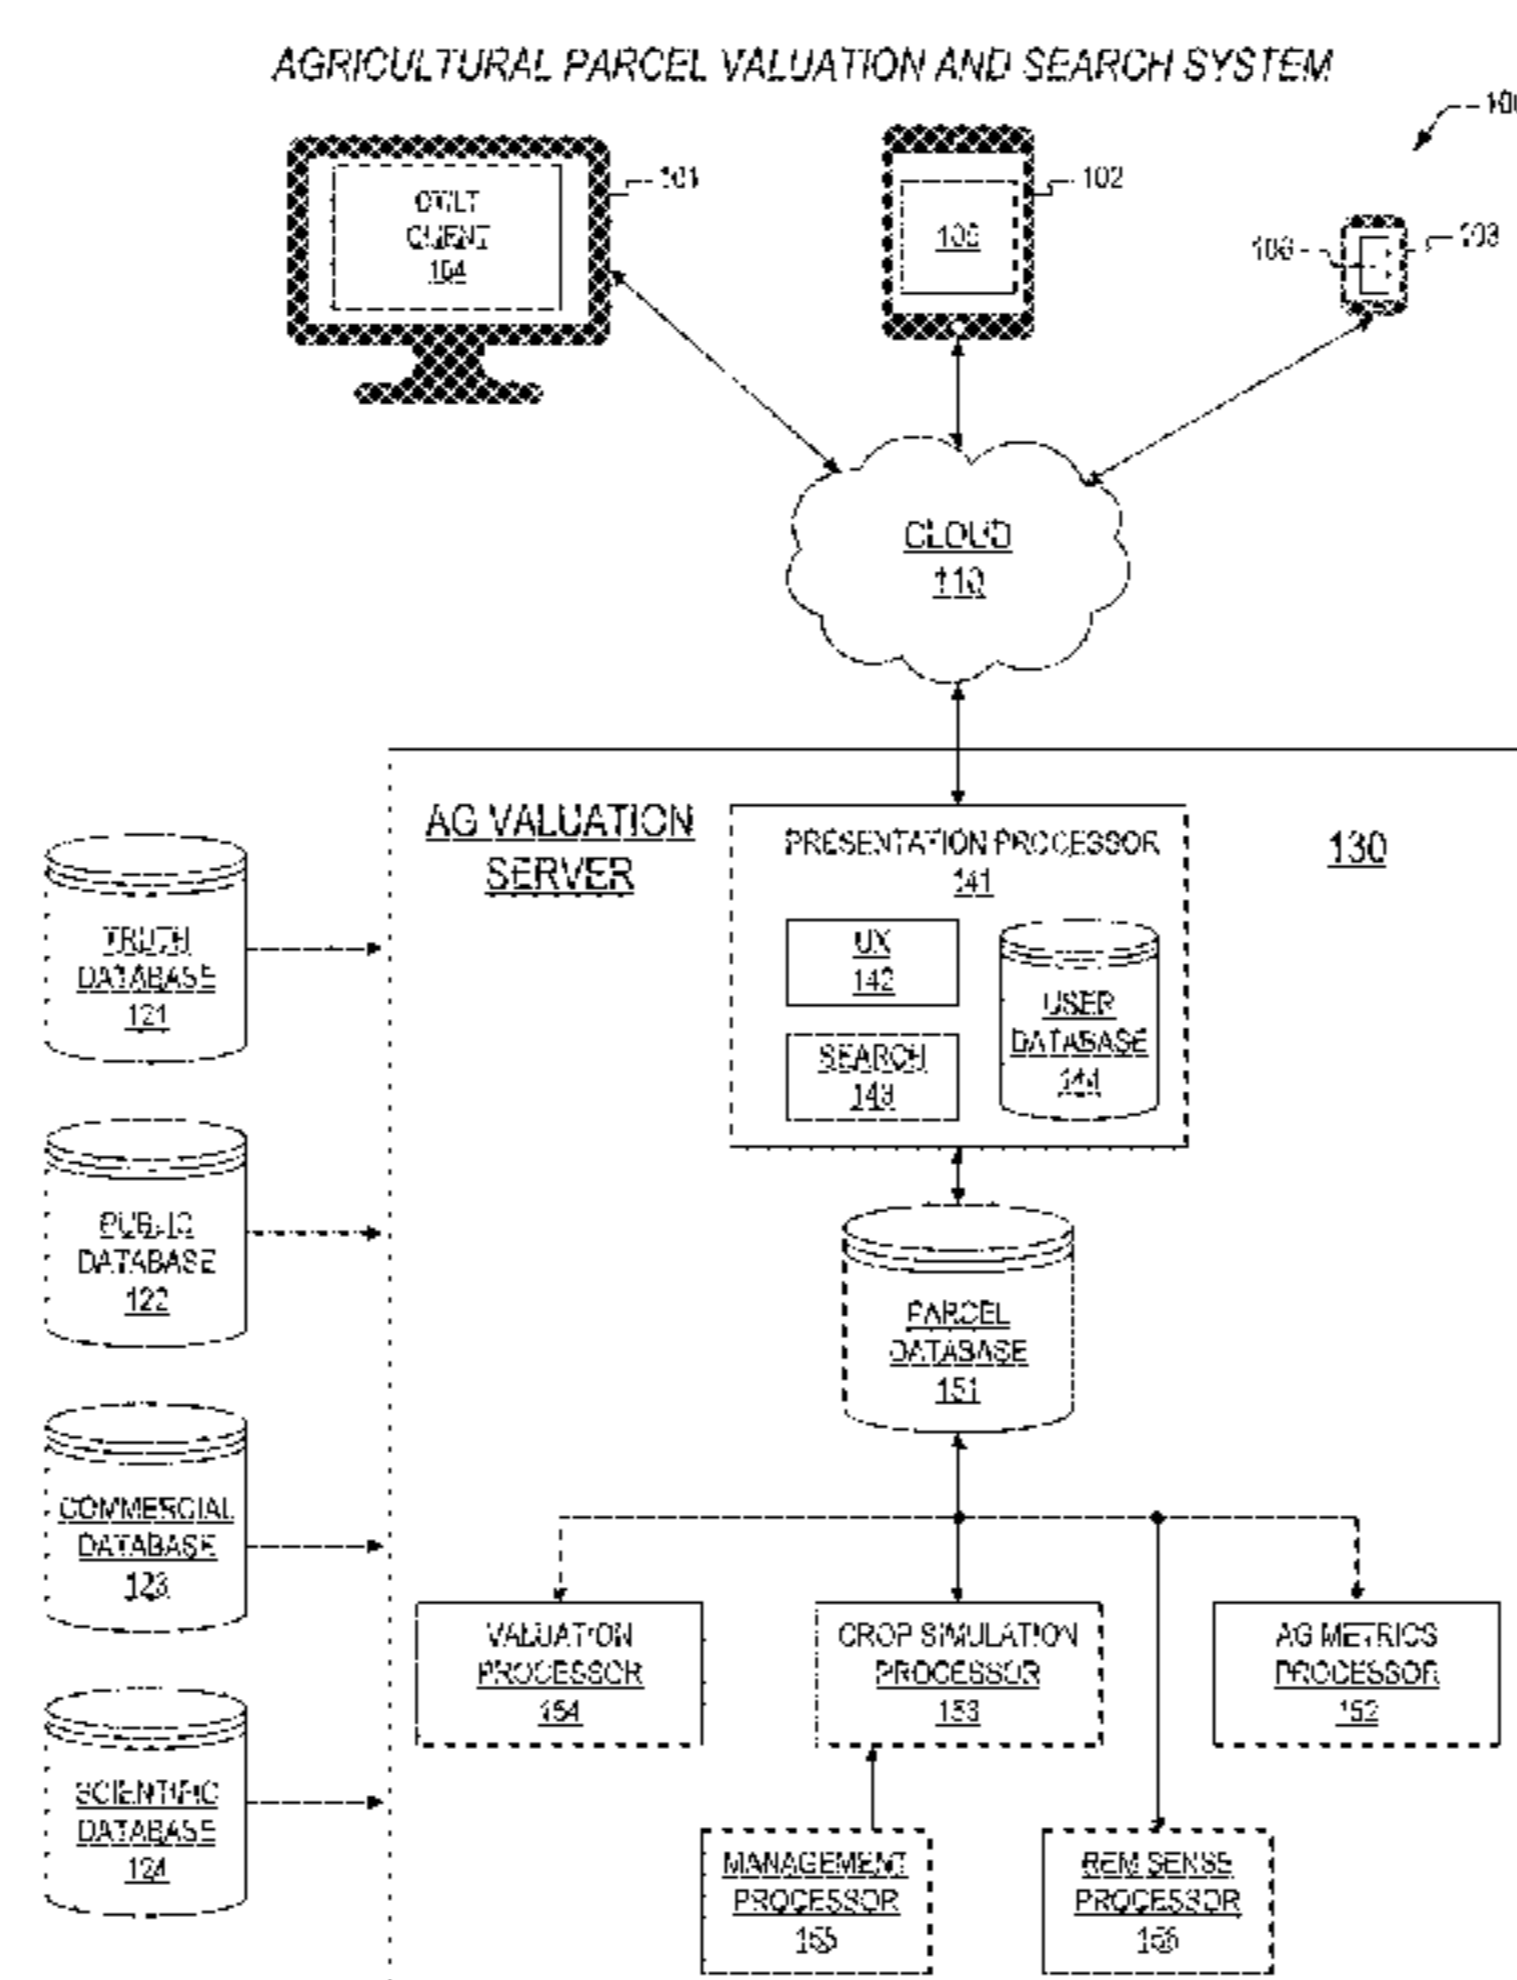 AGRICULTURAL PARCEL VALUATION AND SEARCH SYSTEM
101
102
CLIENT
CLOUD
110
AG VALUATION
SERVER
PRESENTATION PROCESSOR
141
130
UX
142
SEARCH
143
USER
DATABASE
144
TRUTH
DATABASE
121
PUBLIC
DATABASE
122
PARCEL
DATABASE
151
COMMERCIAL
DATABASE
123
VALUATION
PROCESSOR
154
CROP SIMULATION
PROCESSOR
153
AG METRICS
PROCESSOR
152
SCIENTIFIC
DATABASE
124
MANAGEMENT
PROCESSOR
155
REM SENSE
PROCESSOR
156